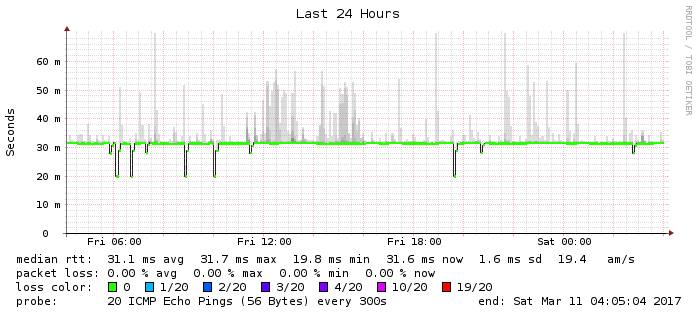 Last 24 Hours
RRDTOOL / TOBI OETIKER
Seconds
60 m
50 m
40 m
30 m
20 m
10 m
0
Fri 06:00 Fri 12:00 Fri 18:00 Sat 00:00
median rtt: 31.1 ms avg 31.7 ms max 19.8 ms min 31.6 ms now 1.6 ms sd 19.4 am/s
packet loss: 0.00 % avg 0.00 % max 0.00 % min 0.00 % now
loss color: 0 1/20 2/20 3/20 4/20 10/20 19/20
probe: 20 ICMP Echo Pings (56 Bytes) every 300s end: Sat Mar 11 04:05:04 2017